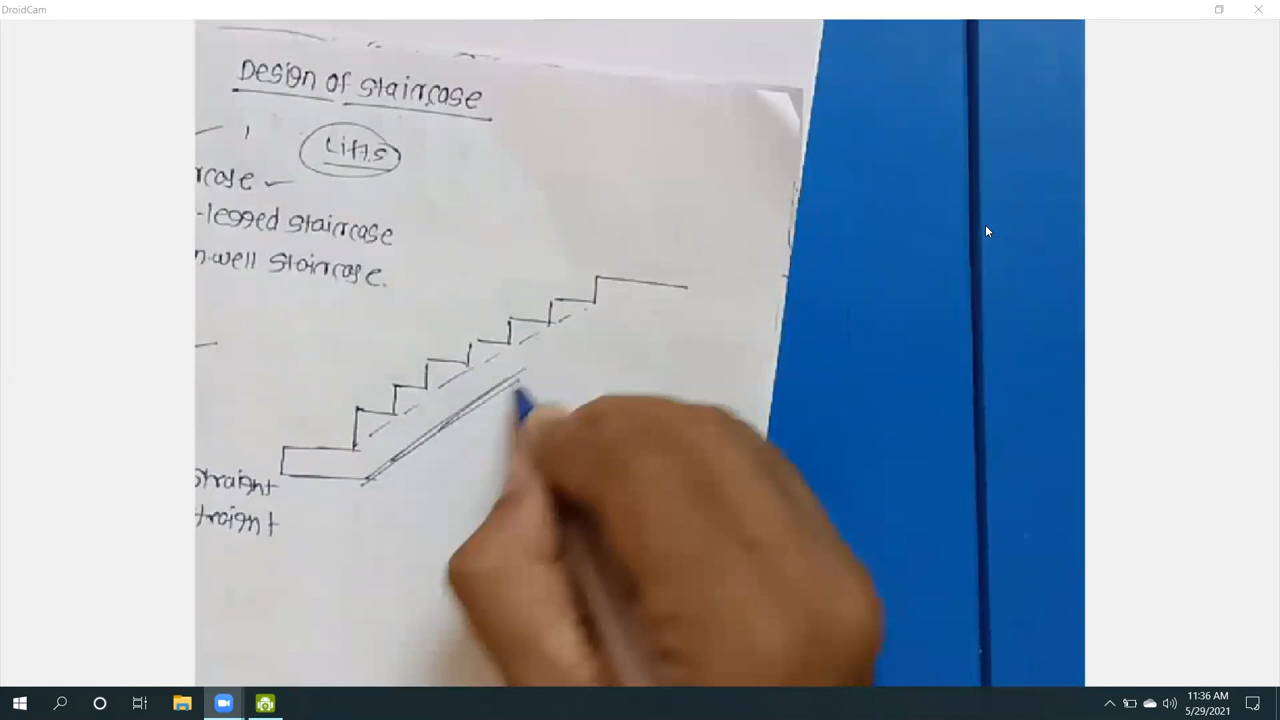 DroidCam
Design of staircase
Lifts
rcase
-legged staircase
n-well staircase.
straight
traight
11:36 AM
5/29/2021